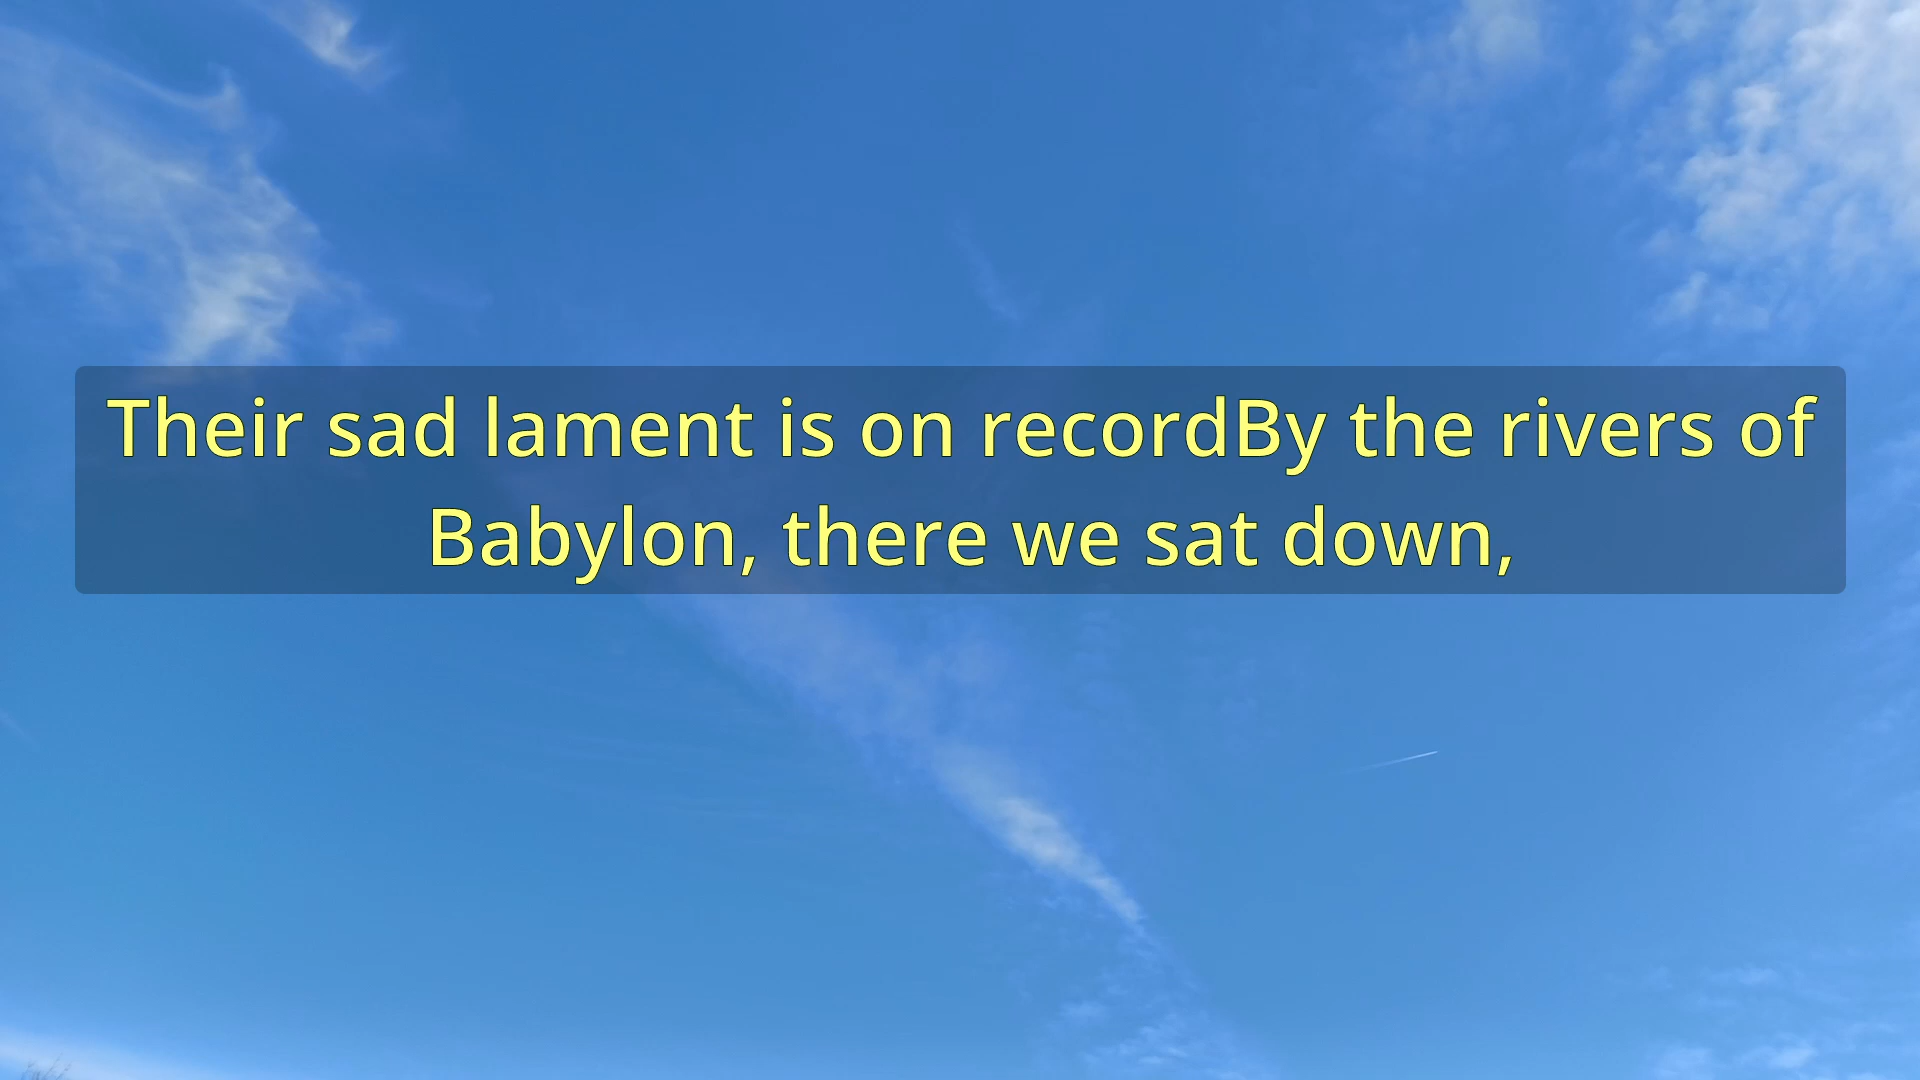 Their sad lament is on recordBy the rivers of
Babylon, there we sat down,